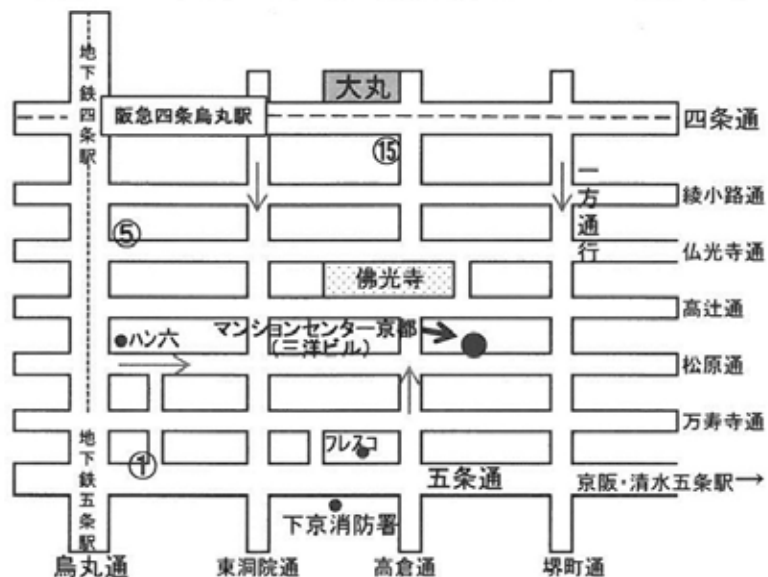 地下鉄四条駅
大丸
阪急四条烏丸駅
四条通
⑮
一方通行
綾小路通
⑤
仏光寺通
佛光寺
高辻通
ハン六
マンションセンター京都
(三洋ビル)
松原通
万寿寺通
地下鉄五条駅
①
フレスコ
五条通
京阪・清水五条駅→
下京消防署
烏丸通
東洞院通
高倉通
堺町通